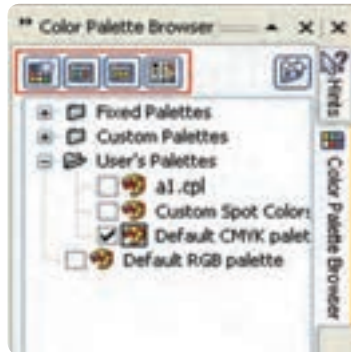 Color Palette Browser
Fixed Palettes
Custom Palettes
User's Palettes
a1.cpl
Custom Spot Colors
Default CMYK palet
Default RGB palette
Hints
Color Palette Browser